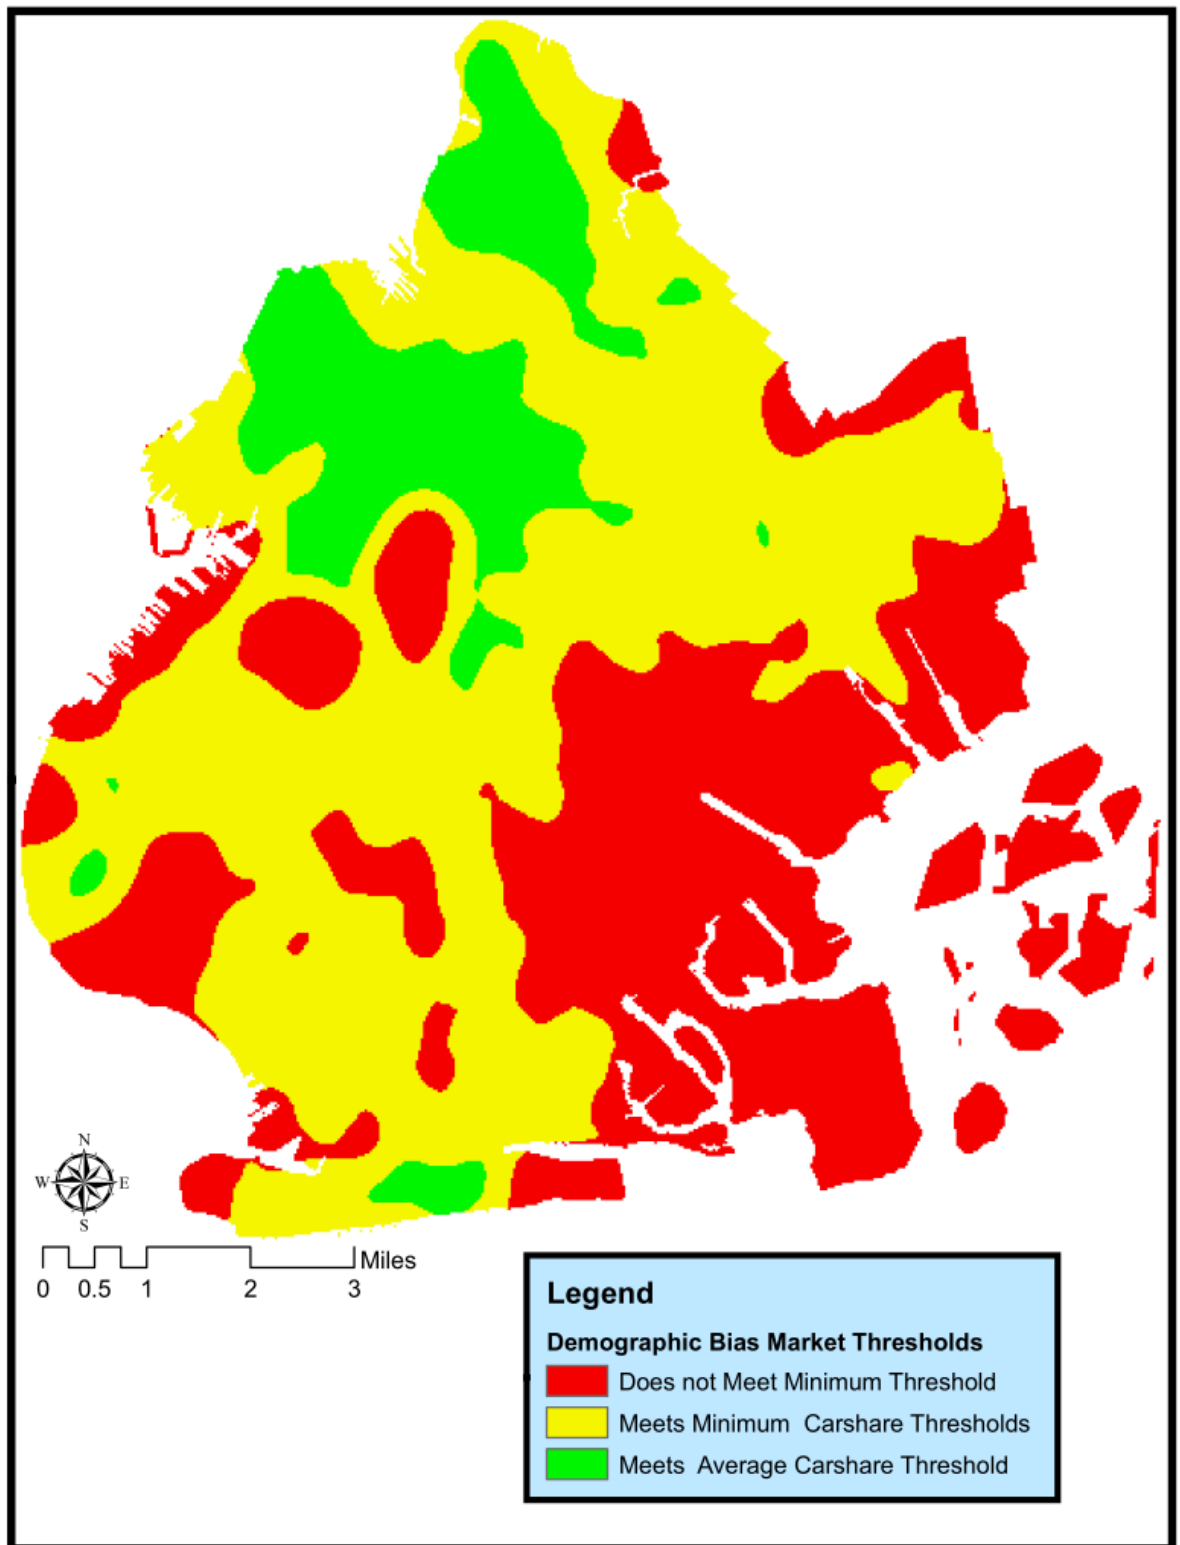 N
W E
S
Miles
0 0.5 1 2 3
Legend
Demographic Bias Market Thresholds
Does not Meet Minimum Threshold
Meets Minimum  Carshare Thresholds
Meets  Average Carshare Threshold